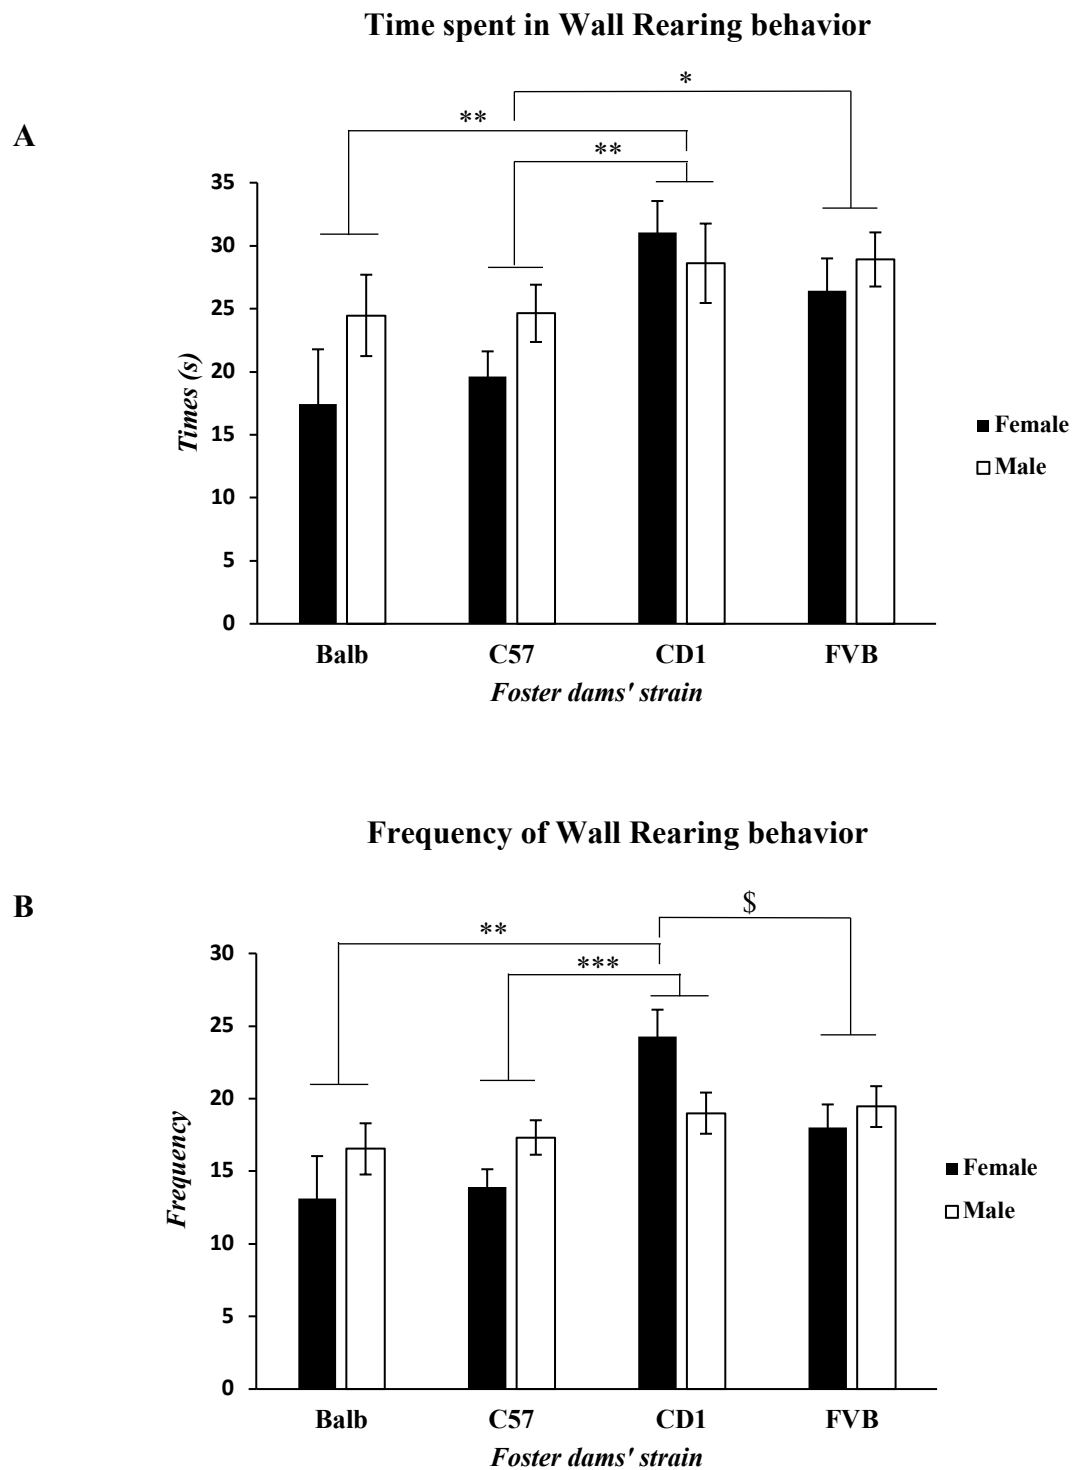 Time spent in Wall Rearing behavior
A
*
**
**
35
30
25
20
15
10
5
0
Times (s)
Female
Male
Balb C57 CD1 FVB
Foster dams' strain
Frequency of Wall Rearing behavior
B
$
**
***
30
25
20
15
10
5
0
Frequency
Female
Male
Balb C57 CD1 FVB
Foster dams' strain